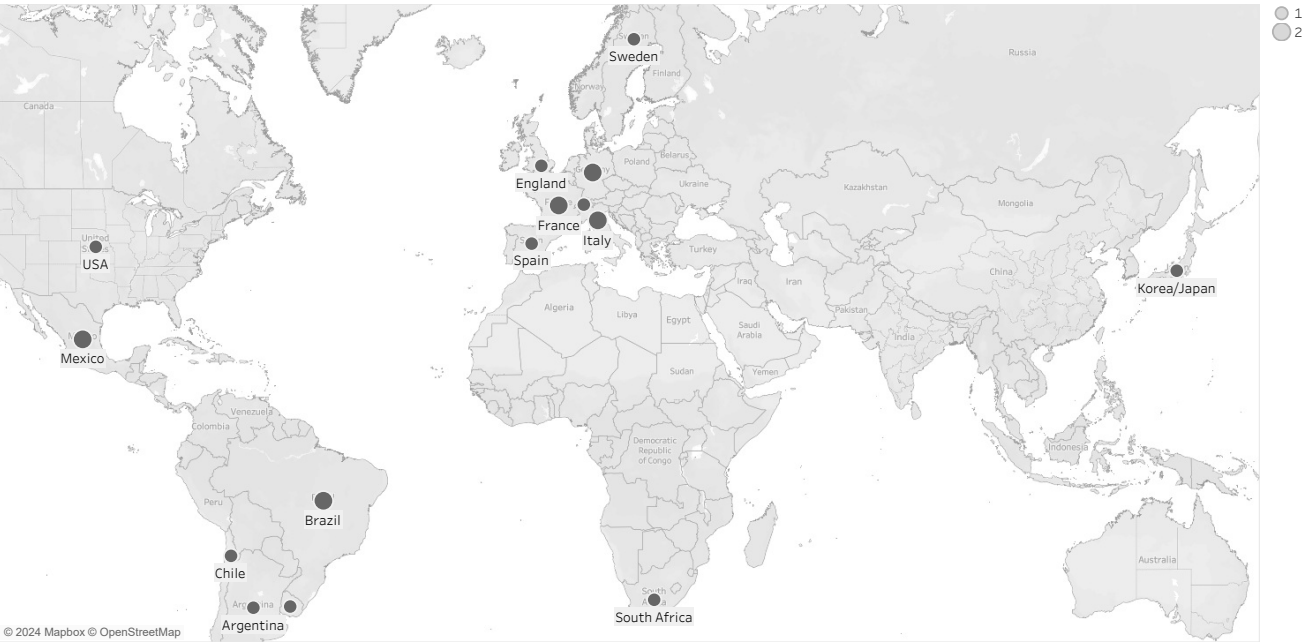 1
2
Russia
Sweden
Finland
Norway
Canada
Poland
Belarus
England
Ukraine
Kazakhstan
Mongolia
France
Italy
United
USA
Spain
Turkey
China
Korea/Japan
Iraq
Iran
Algeria
Libya
Egypt
Pakistan
Saudi
Arabia
India
Mexico
Sudan
Yemen
Venezuela
Colombia
Democratic
Republic
of Congo
Indonesia
Peru
Brazil
Australia
Chile
South
South Africa
Argentina
© 2024 Mapbox © OpenStreetMap